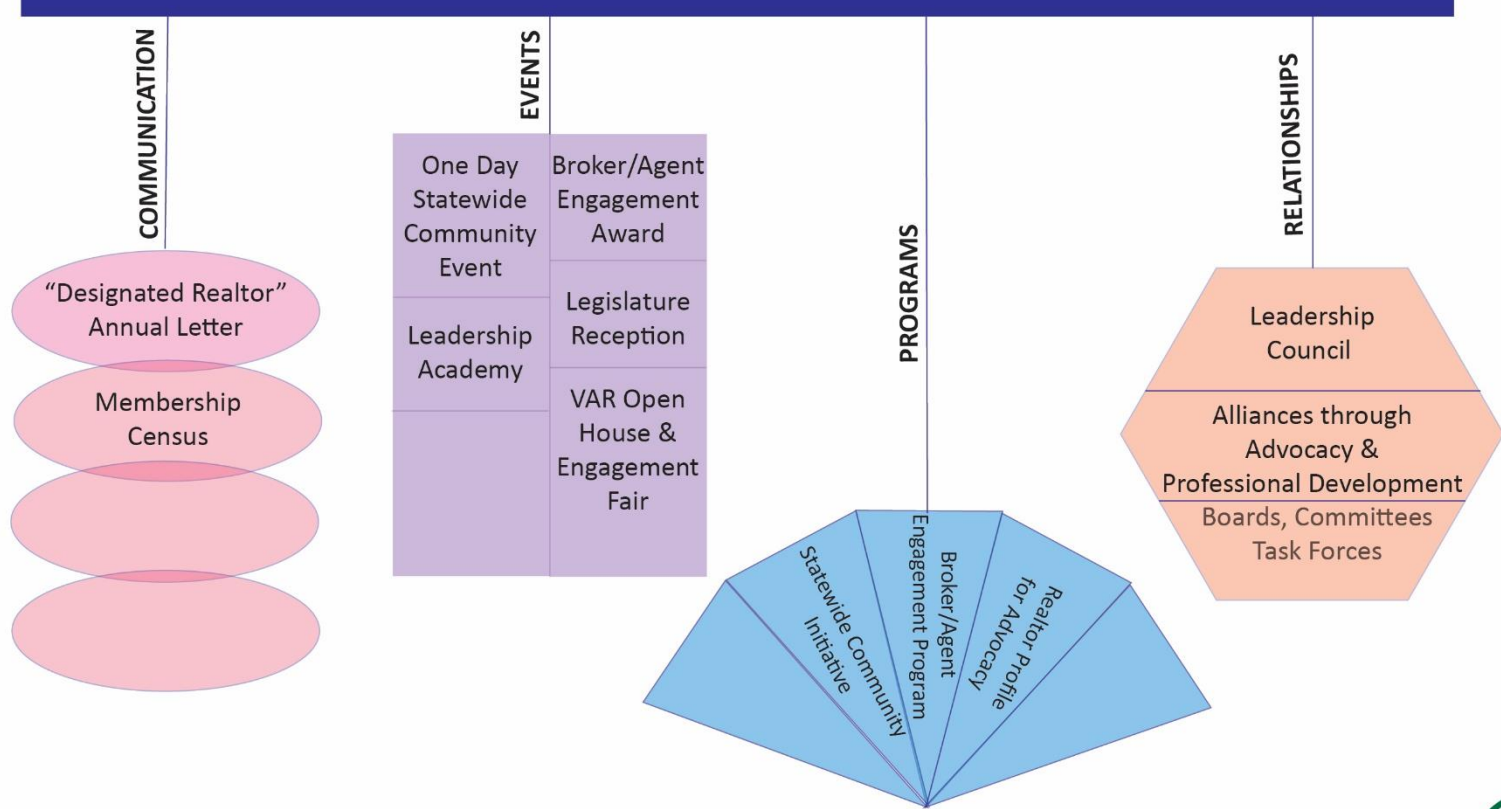 COMMUNICATION
“Designated Realtor”
Annual Letter
Membership
Census
EVENTS
One Day
Statewide
Community
Event
Leadership
Academy
Broker/Agent
Engagement
Award
Legislature
Reception
VAR Open
House &
Engagement
Fair
PROGRAMS
Statewide Community
Initiative
Broker/Agent
Engagement Program
Realtor Profile
for Advocacy
RELATIONSHIPS
Leadership
Council
Alliances through
Advocacy &
Professional Development
Boards, Committees
Task Forces